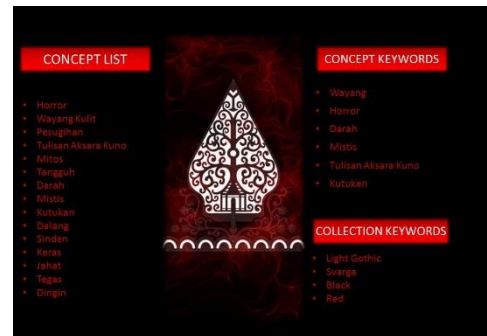 CONCEPT LIST
Horror
Wayang Kulit
Pesugihan
Tulisan Aksara Kuno
Mitos
Tangguh
Darah
Mistis
Kutukan
Dalang
Sinden
Keras
Jahat
Tegas
Dingin
CONCEPT KEYWORDS
Wayang
Horror
Darah
Mistis
Tulisan Aksara Kuno
Kutukan
COLLECTION KEYWORDS
Light Gothic
Svarga
Black
Red